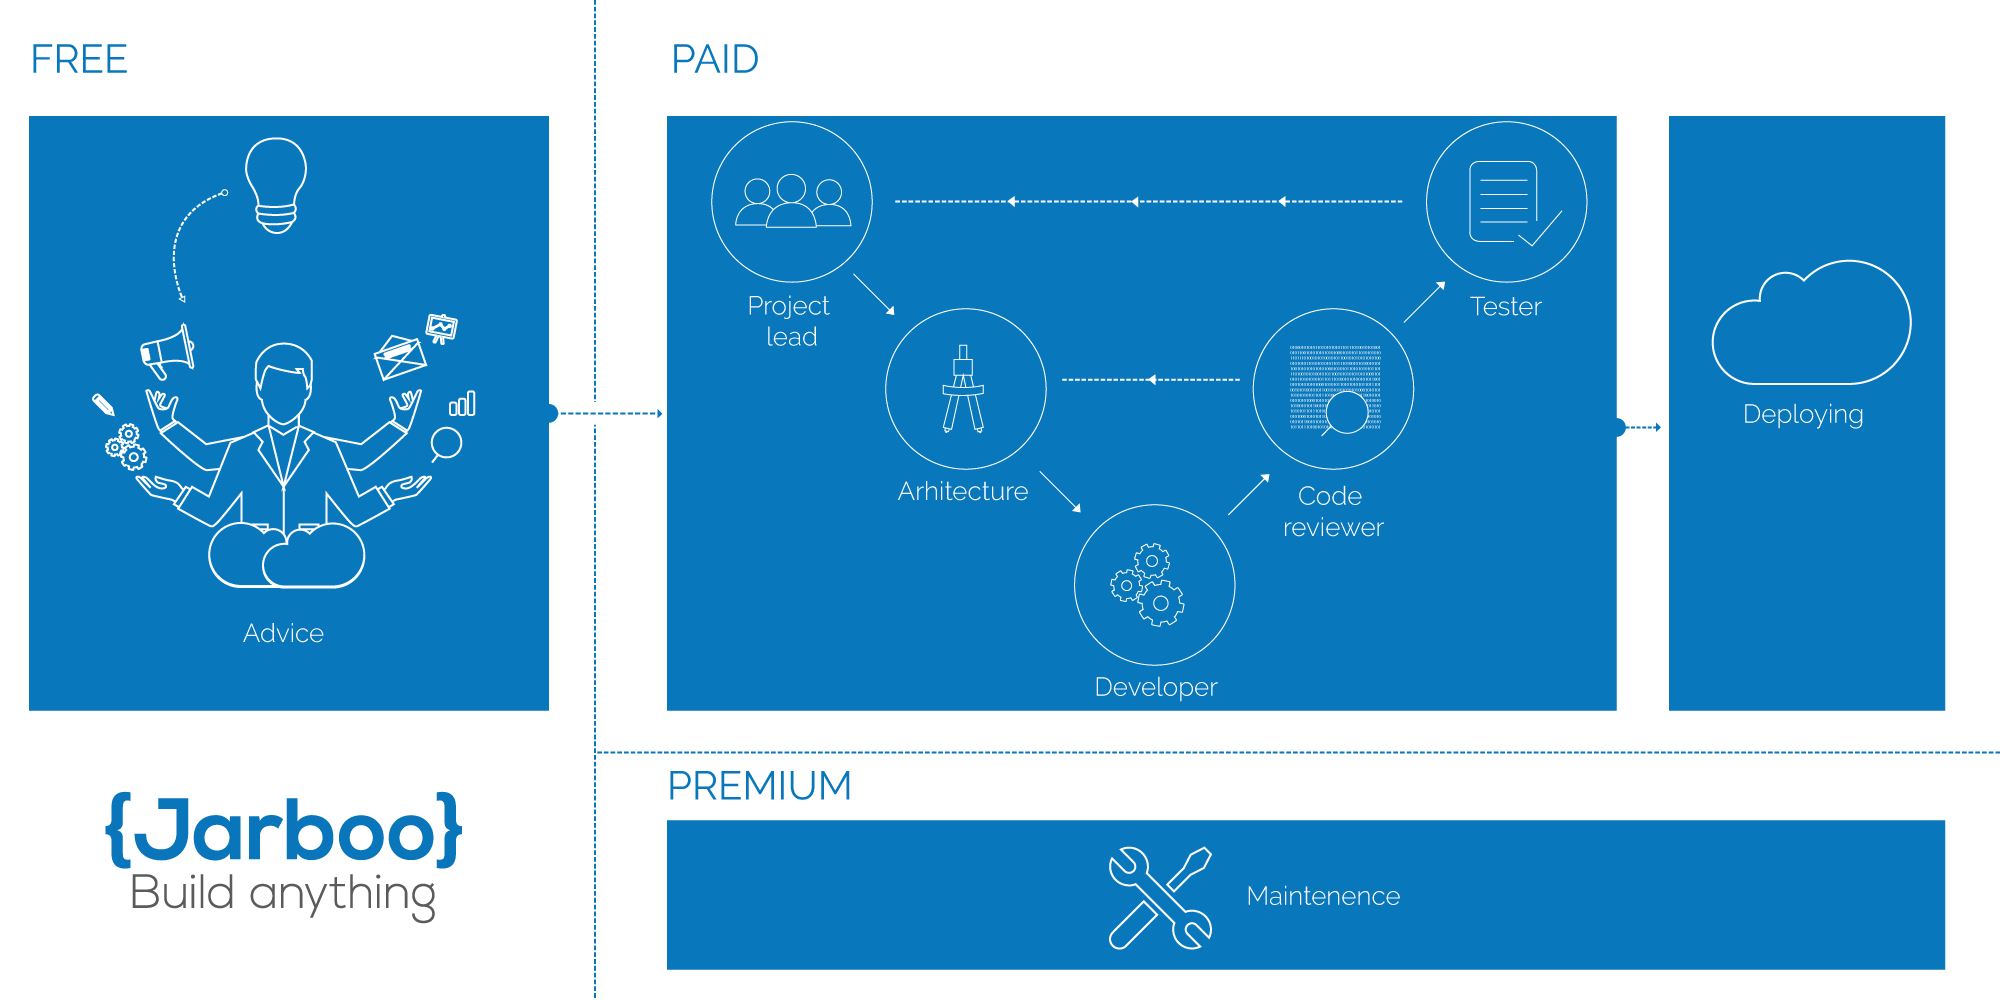 FREE
PAID
Project
lead
Tester
Arhitecture
Code
reviewer
Developer
Deploying
Advice
PREMIUM
Maintenence
{Jarboo}
Build anything